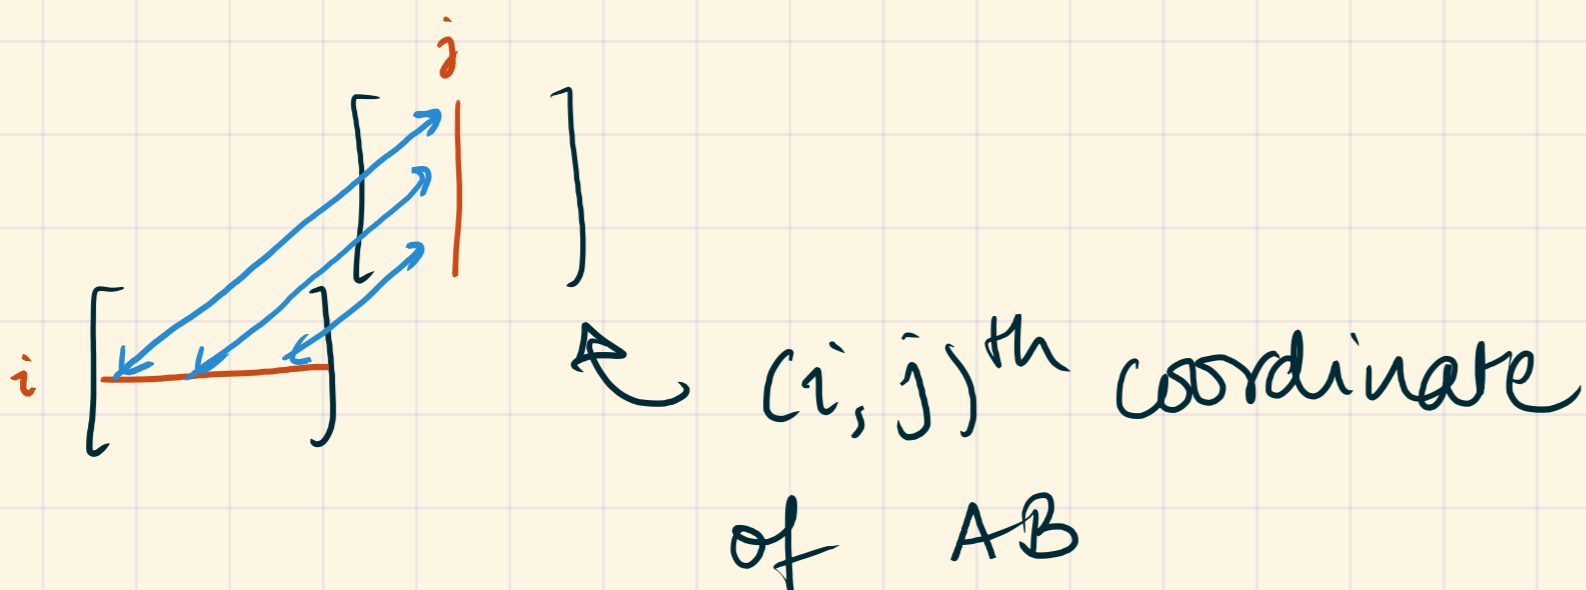 j
i
(i, j)th coordinate
of AB